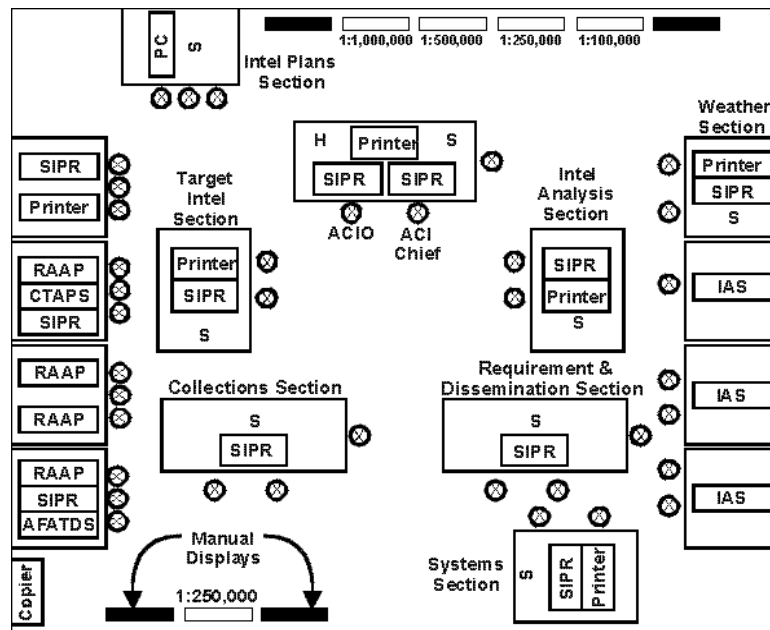 1:1,000,000 1:500,000 1:250,000 1:100,000
PC
S
Intel Plans
Section
Weather
Section
H
Printer
S
SIPR
SIPR
ACIO
ACI
Chief
SIPR
Printer
Target
Intel
Section
Printer
SIPR
S
Intel
Analysis
Section
SIPR
Printer
S
Printer
SIPR
S
RAAP
CTAPS
SIPR
IAS
RAAP
RAAP
Collections Section
S
SIPR
Requirement &
Dissemination Section
S
SIPR
IAS
RAAP
SIPR
AFATDS
IAS
Manual
Displays
Systems
Section
S
SIPR
Printer
Copier
1:250,000